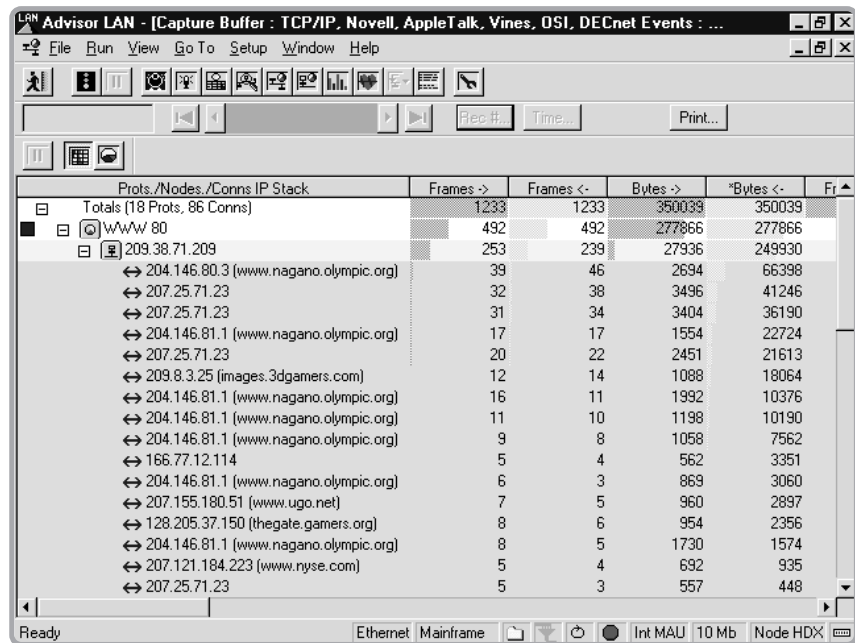 LAN Advisor LAN - [Capture Buffer : TCP/IP, Novell, AppleTalk, Vines, OSI, DECnet Events : ...
File Run View Go To Setup Window Help
Rec #... Time... Print...
Prots./Nodes./Conns IP Stack Frames -> Frames <- Bytes -> *Bytes <- Fr
Totals (18 Prots, 86 Conns) 1233 1233 350039 350039
WWW 80 492 492 277866 277866
209.38.71.209 253 239 27936 249930
204.146.80.3 (www.nagano.olympic.org) 39 46 2694 66398
207.25.71.23 32 38 3496 41246
207.25.71.23 31 34 3404 36190
204.146.81.1 (www.nagano.olympic.org) 17 17 1554 22724
207.25.71.23 20 22 2451 21613
209.8.3.25 (images.3dgamers.com) 12 14 1088 18064
204.146.81.1 (www.nagano.olympic.org) 16 11 1992 10376
204.146.81.1 (www.nagano.olympic.org) 11 10 1198 10190
204.146.81.1 (www.nagano.olympic.org) 9 8 1058 7562
166.77.12.114 5 4 562 3351
204.146.81.1 (www.nagano.olympic.org) 6 3 869 3060
207.155.180.51 (www.ugo.net) 7 5 960 2897
128.205.37.150 (thegate.gamers.org) 8 6 954 2356
204.146.81.1 (www.nagano.olympic.org) 8 5 1730 1574
207.121.184.223 (www.nyse.com) 5 4 692 935
207.25.71.23 5 3 557 448
Ready Ethernet Mainframe Int MAU 10 Mb Node HDX